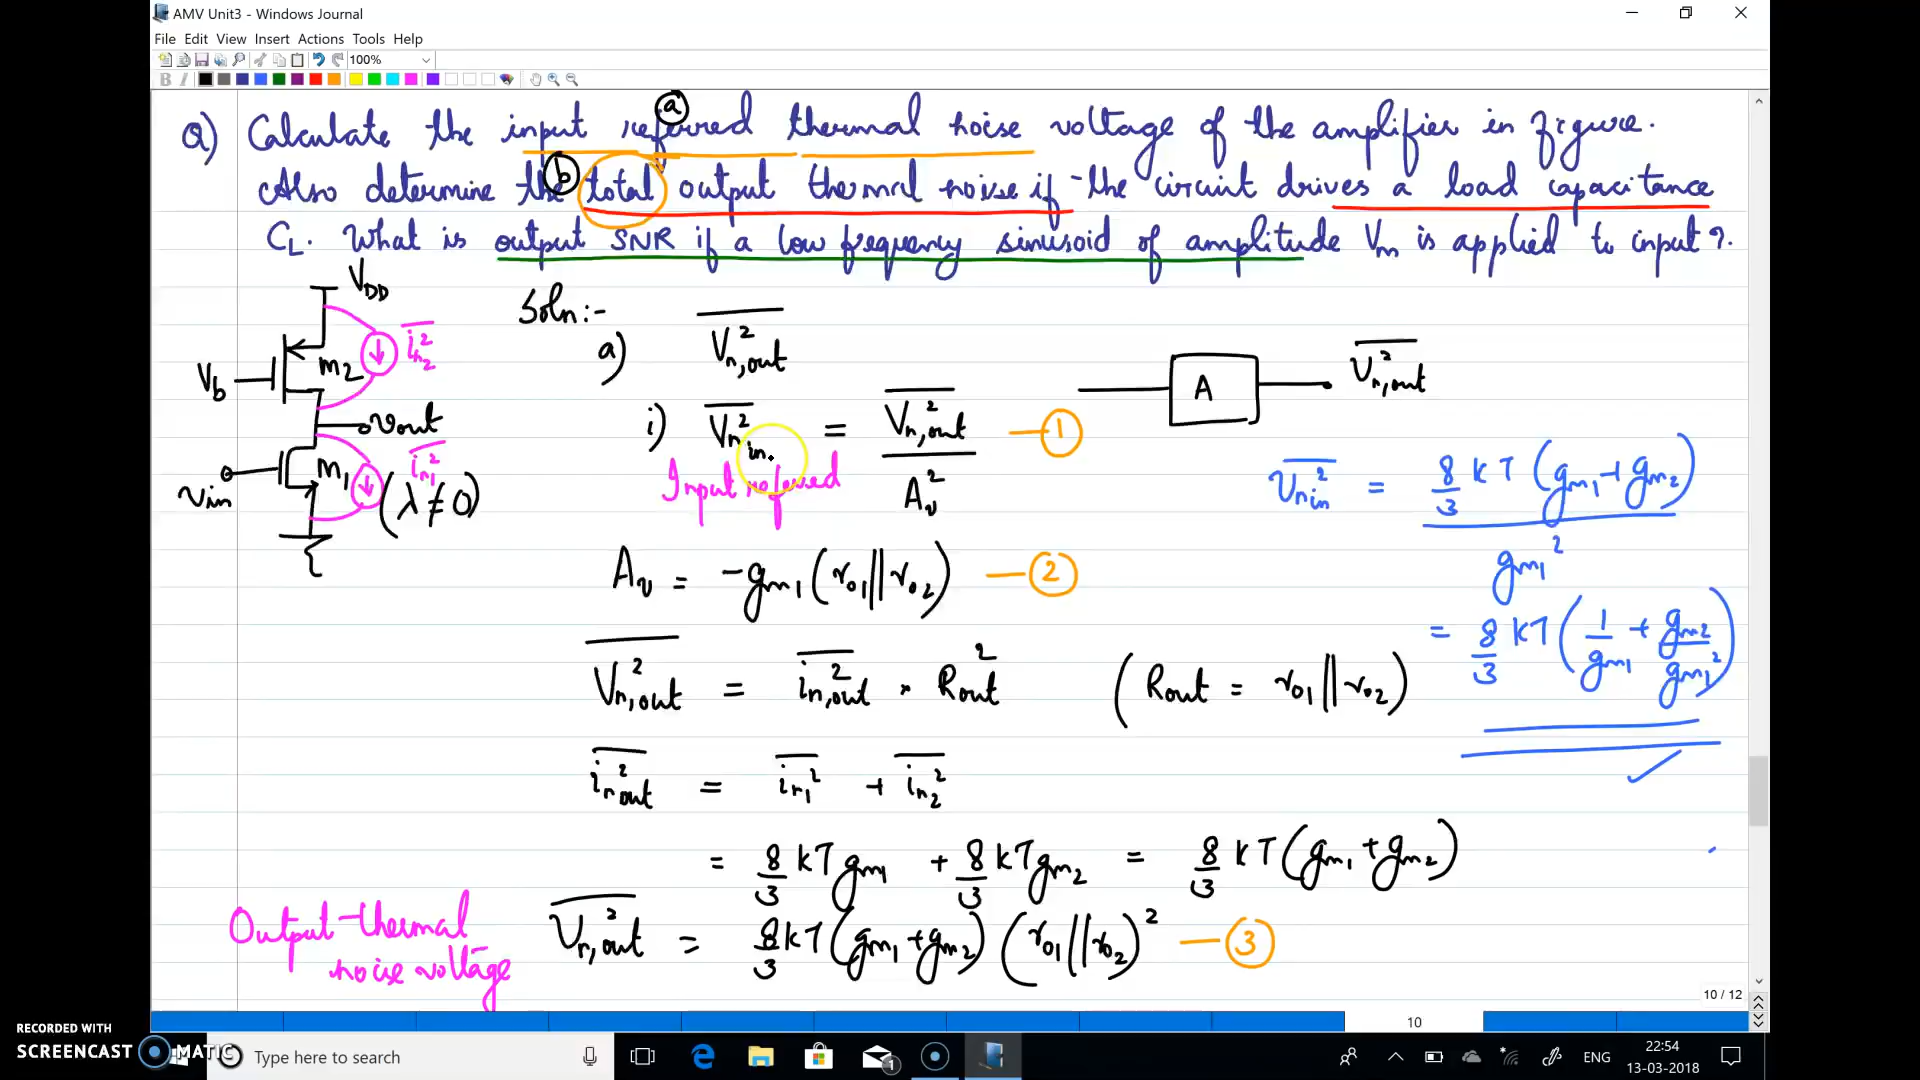 AMV Unit3 - Windows Journal
File Edit View Insert Actions Tools Help
100%
B I
Q) Calculate the input referred thermal noise voltage of the amplifier in figure.
(a)
Also determine the total output thermal noise if the circuit drives a load capacitance
(b)
CL. What is output SNR if a low frequency sinusoid of amplitude Vm is applied to input?
VDD
in2²
M2
Vb
vout
in1²
M1
vin
(λ≠0)
Soln:-
a) Vn,out²
A
Vn,out²
i) Vn in² = Vn,out² / Av² — 1
Input referred
Av = -gm1 (ro1||ro2) — 2
Vn,out² = in,out² . Rout² (Rout = ro1||ro2)
in out² = in1² + in2²
= 8/3 kT gm1 + 8/3 kT gm2 = 8/3 kT (gm1+gm2)
Output thermal noise voltage
Vn,out² = 8/3 kT (gm1+gm2) (ro1||ro2)² — 3
Vn in² = 8/3 kT (gm1+gm2) / gm1²
= 8/3 kT (1/gm1 + gm2/gm1²)
10 / 12
10
RECORDED WITH
SCREENCAST MATIC
Type here to search
1
ENG
22:54
13-03-2018